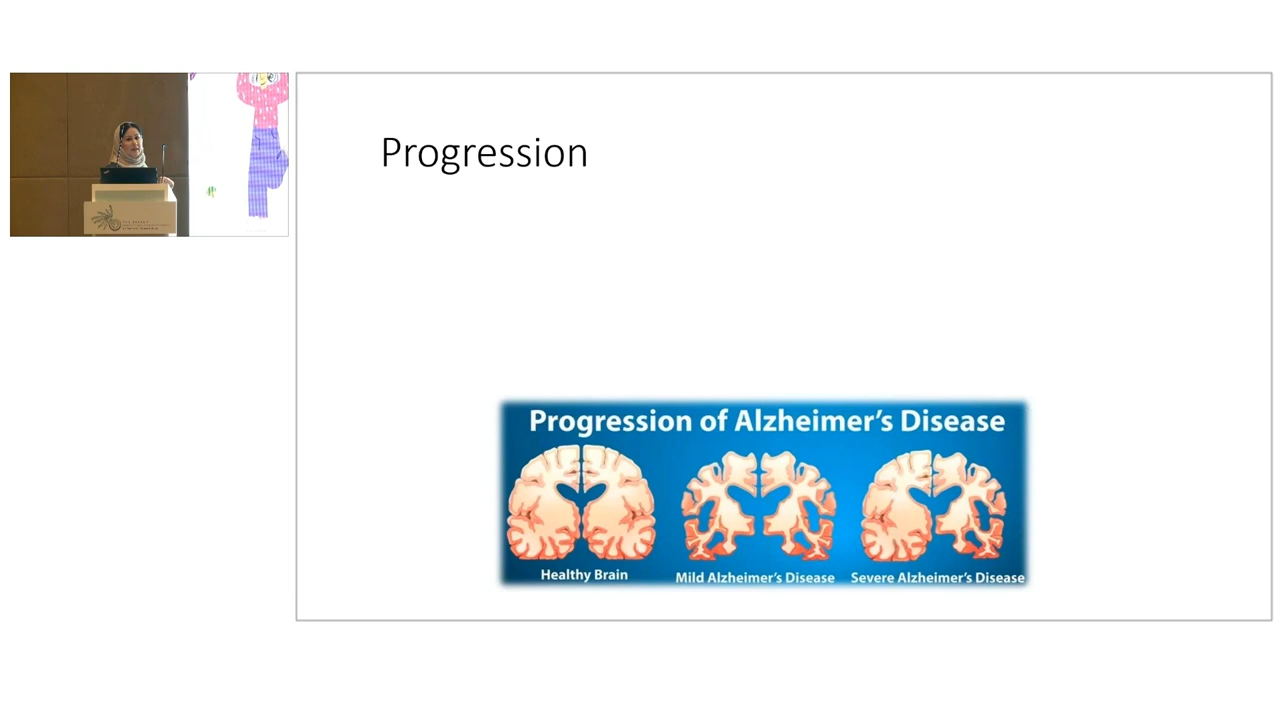 Progression
Progression of Alzheimer's Disease
Healthy Brain
Mild Alzheimer's Disease
Severe Alzheimer's Disease